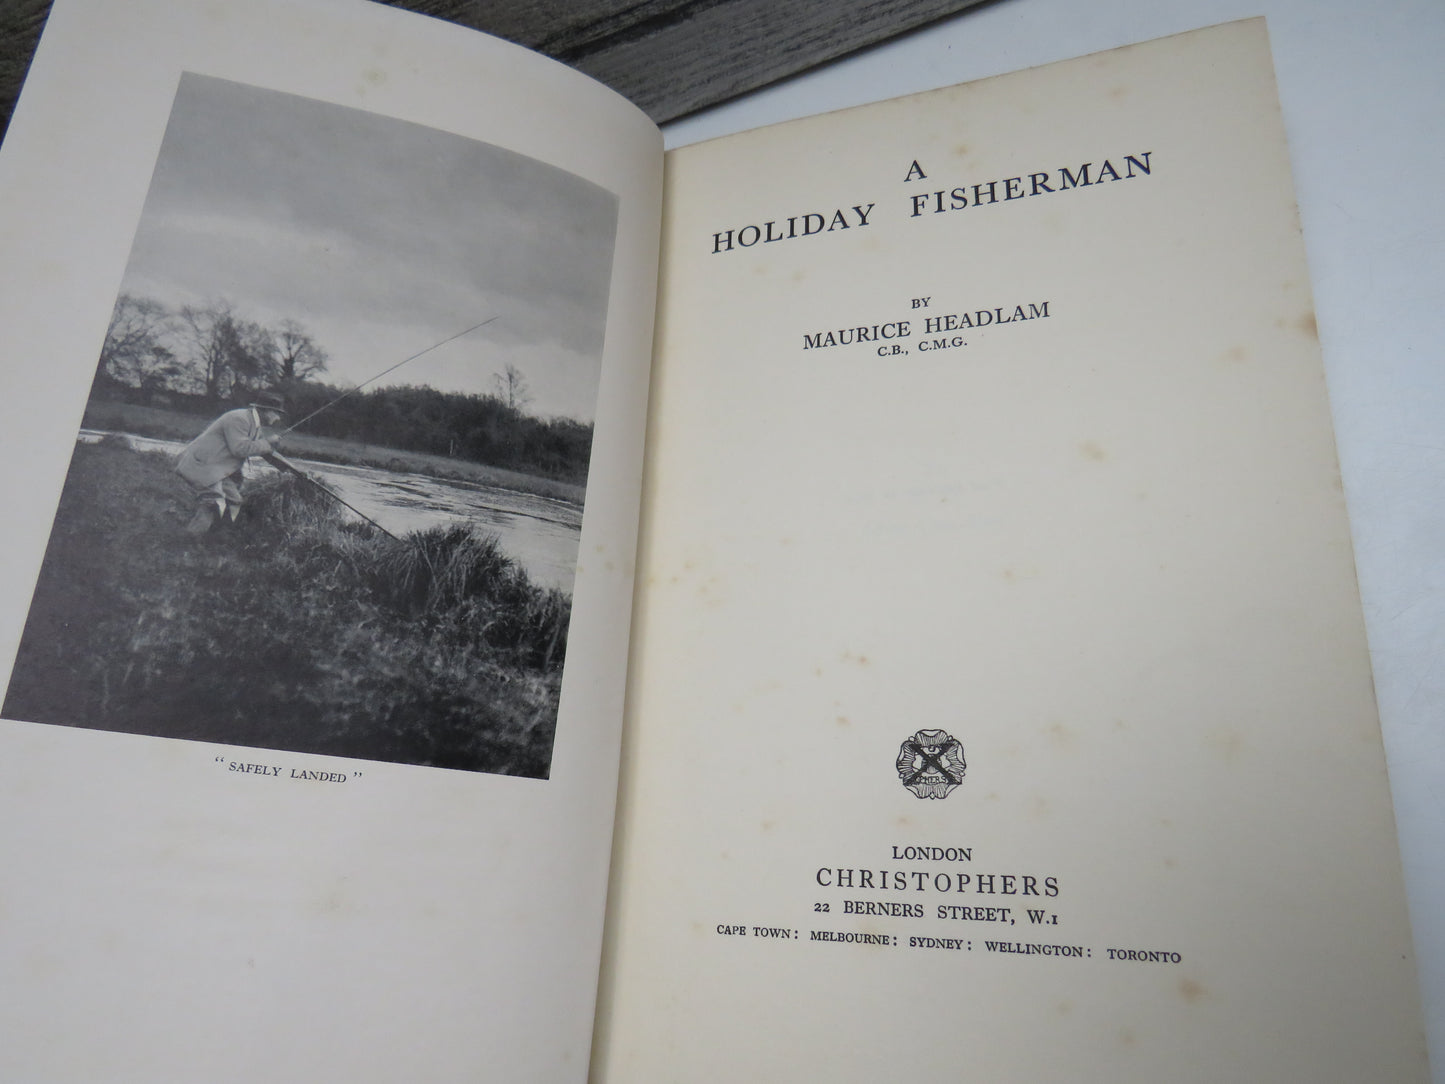 “ SAFELY LANDED ”
A
HOLIDAY FISHERMAN
BY
MAURICE HEADLAM
C.B., C.M.G.
LONDON
CHRISTOPHERS
22 BERNERS STREET, W.1
CAPE TOWN : MELBOURNE : SYDNEY : WELLINGTON : TORONTO